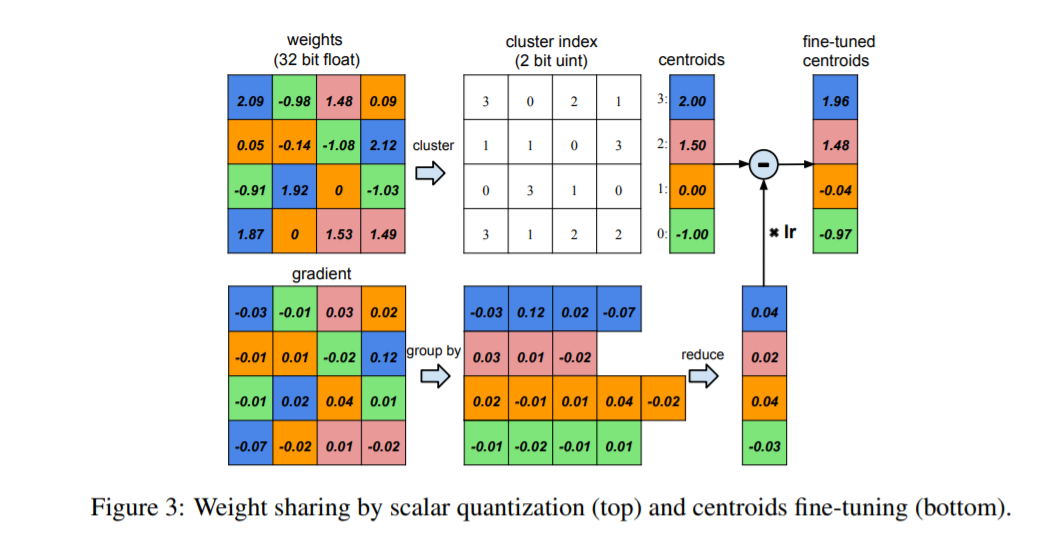 weights
(32 bit float)
cluster index
(2 bit uint)
centroids
fine-tuned
centroids
2.09 -0.98 1.48 0.09
3 0 2 1
3: 2.00
1.96
0.05 -0.14 -1.08 2.12
cluster
1 1 0 3
2: 1.50
1.48
-0.91 1.92 0 -1.03
0 3 1 0
1: 0.00
-0.04
1.87 0 1.53 1.49
3 1 2 2
0: -1.00
-0.97
× lr
gradient
-0.03 -0.01 0.03 0.02
-0.03 0.12 0.02 -0.07
0.04
-0.01 0.01 -0.02 0.12
group by
0.03 0.01 -0.02
reduce
0.02
-0.01 0.02 0.04 0.01
0.02 -0.01 0.01 0.04 -0.02
0.04
-0.07 -0.02 0.01 -0.02
-0.01 -0.02 -0.01 0.01
-0.03
Figure 3: Weight sharing by scalar quantization (top) and centroids fine-tuning (bottom).